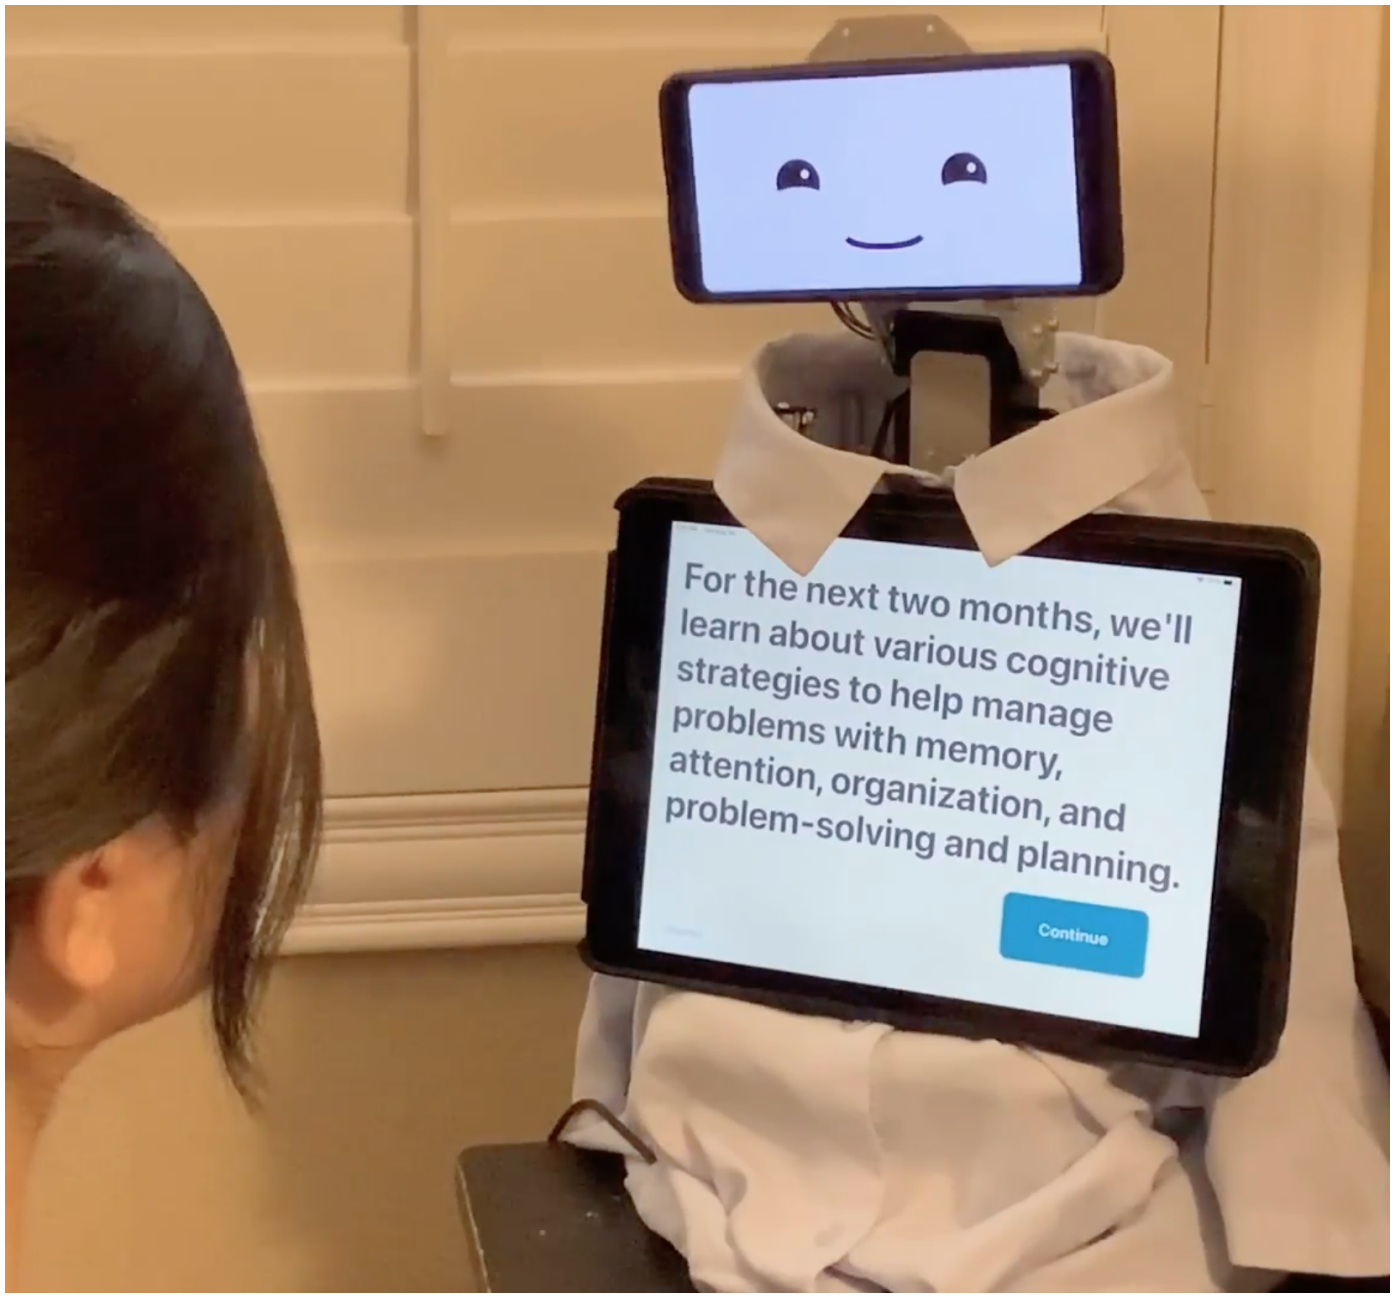 For the next two months, we'll
learn about various cognitive
strategies to help manage
problems with memory,
attention, organization, and
problem-solving and planning.
Continue